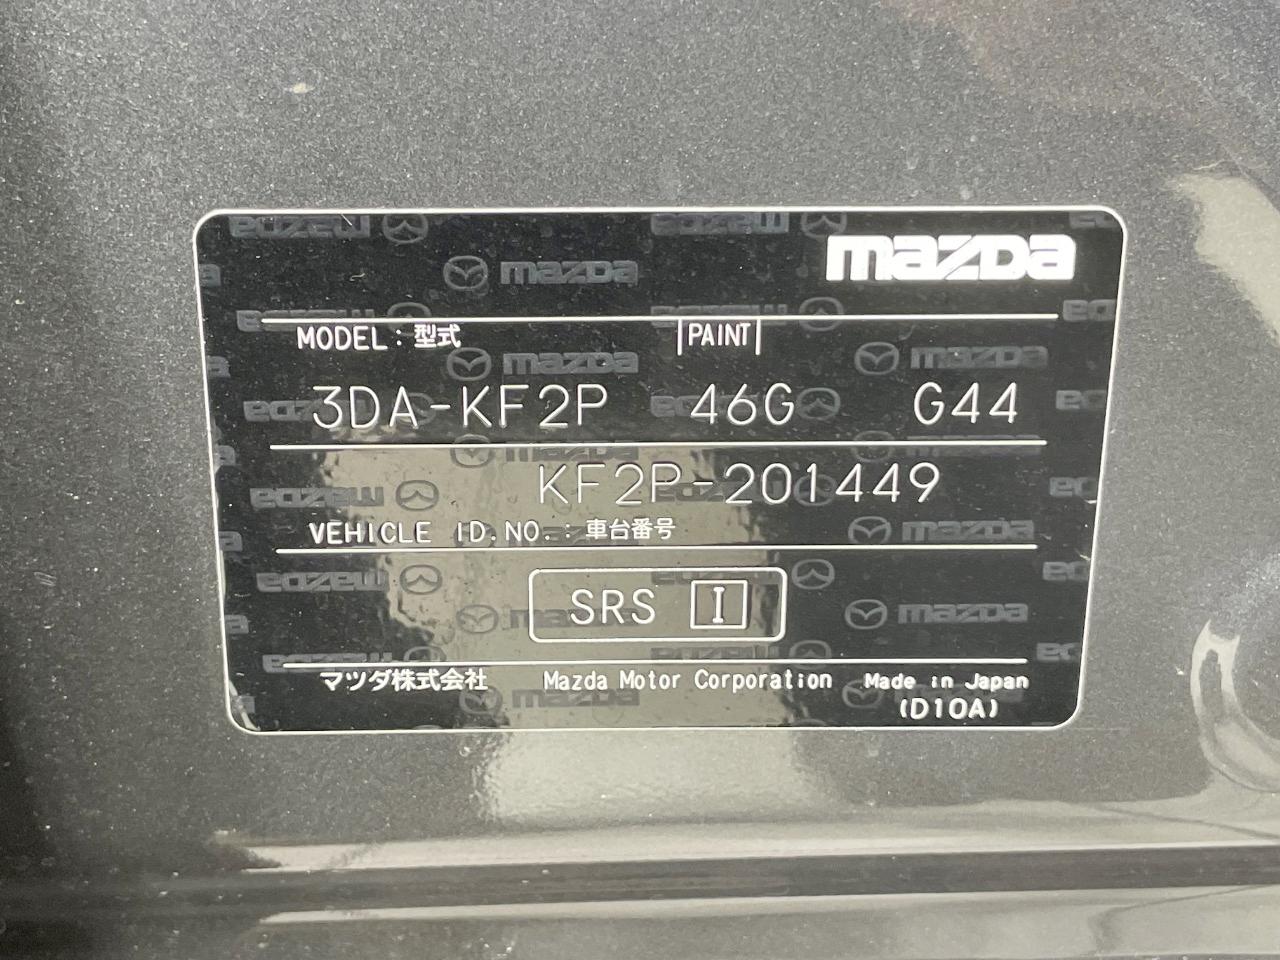 mazda
MODEL : 型式 |PAINT|
3DA-KF2P 46G G44
KF2P-201449
VEHICLE ID.NO. : 車台番号
SRS I
マツダ株式会社 Mazda Motor Corporation Made in Japan
(D10A)